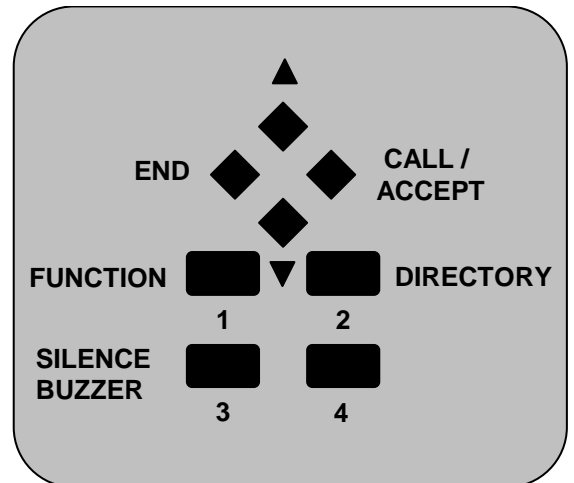 END
CALL /
ACCEPT
FUNCTION
DIRECTORY
1 2
SILENCE
BUZZER
3 4